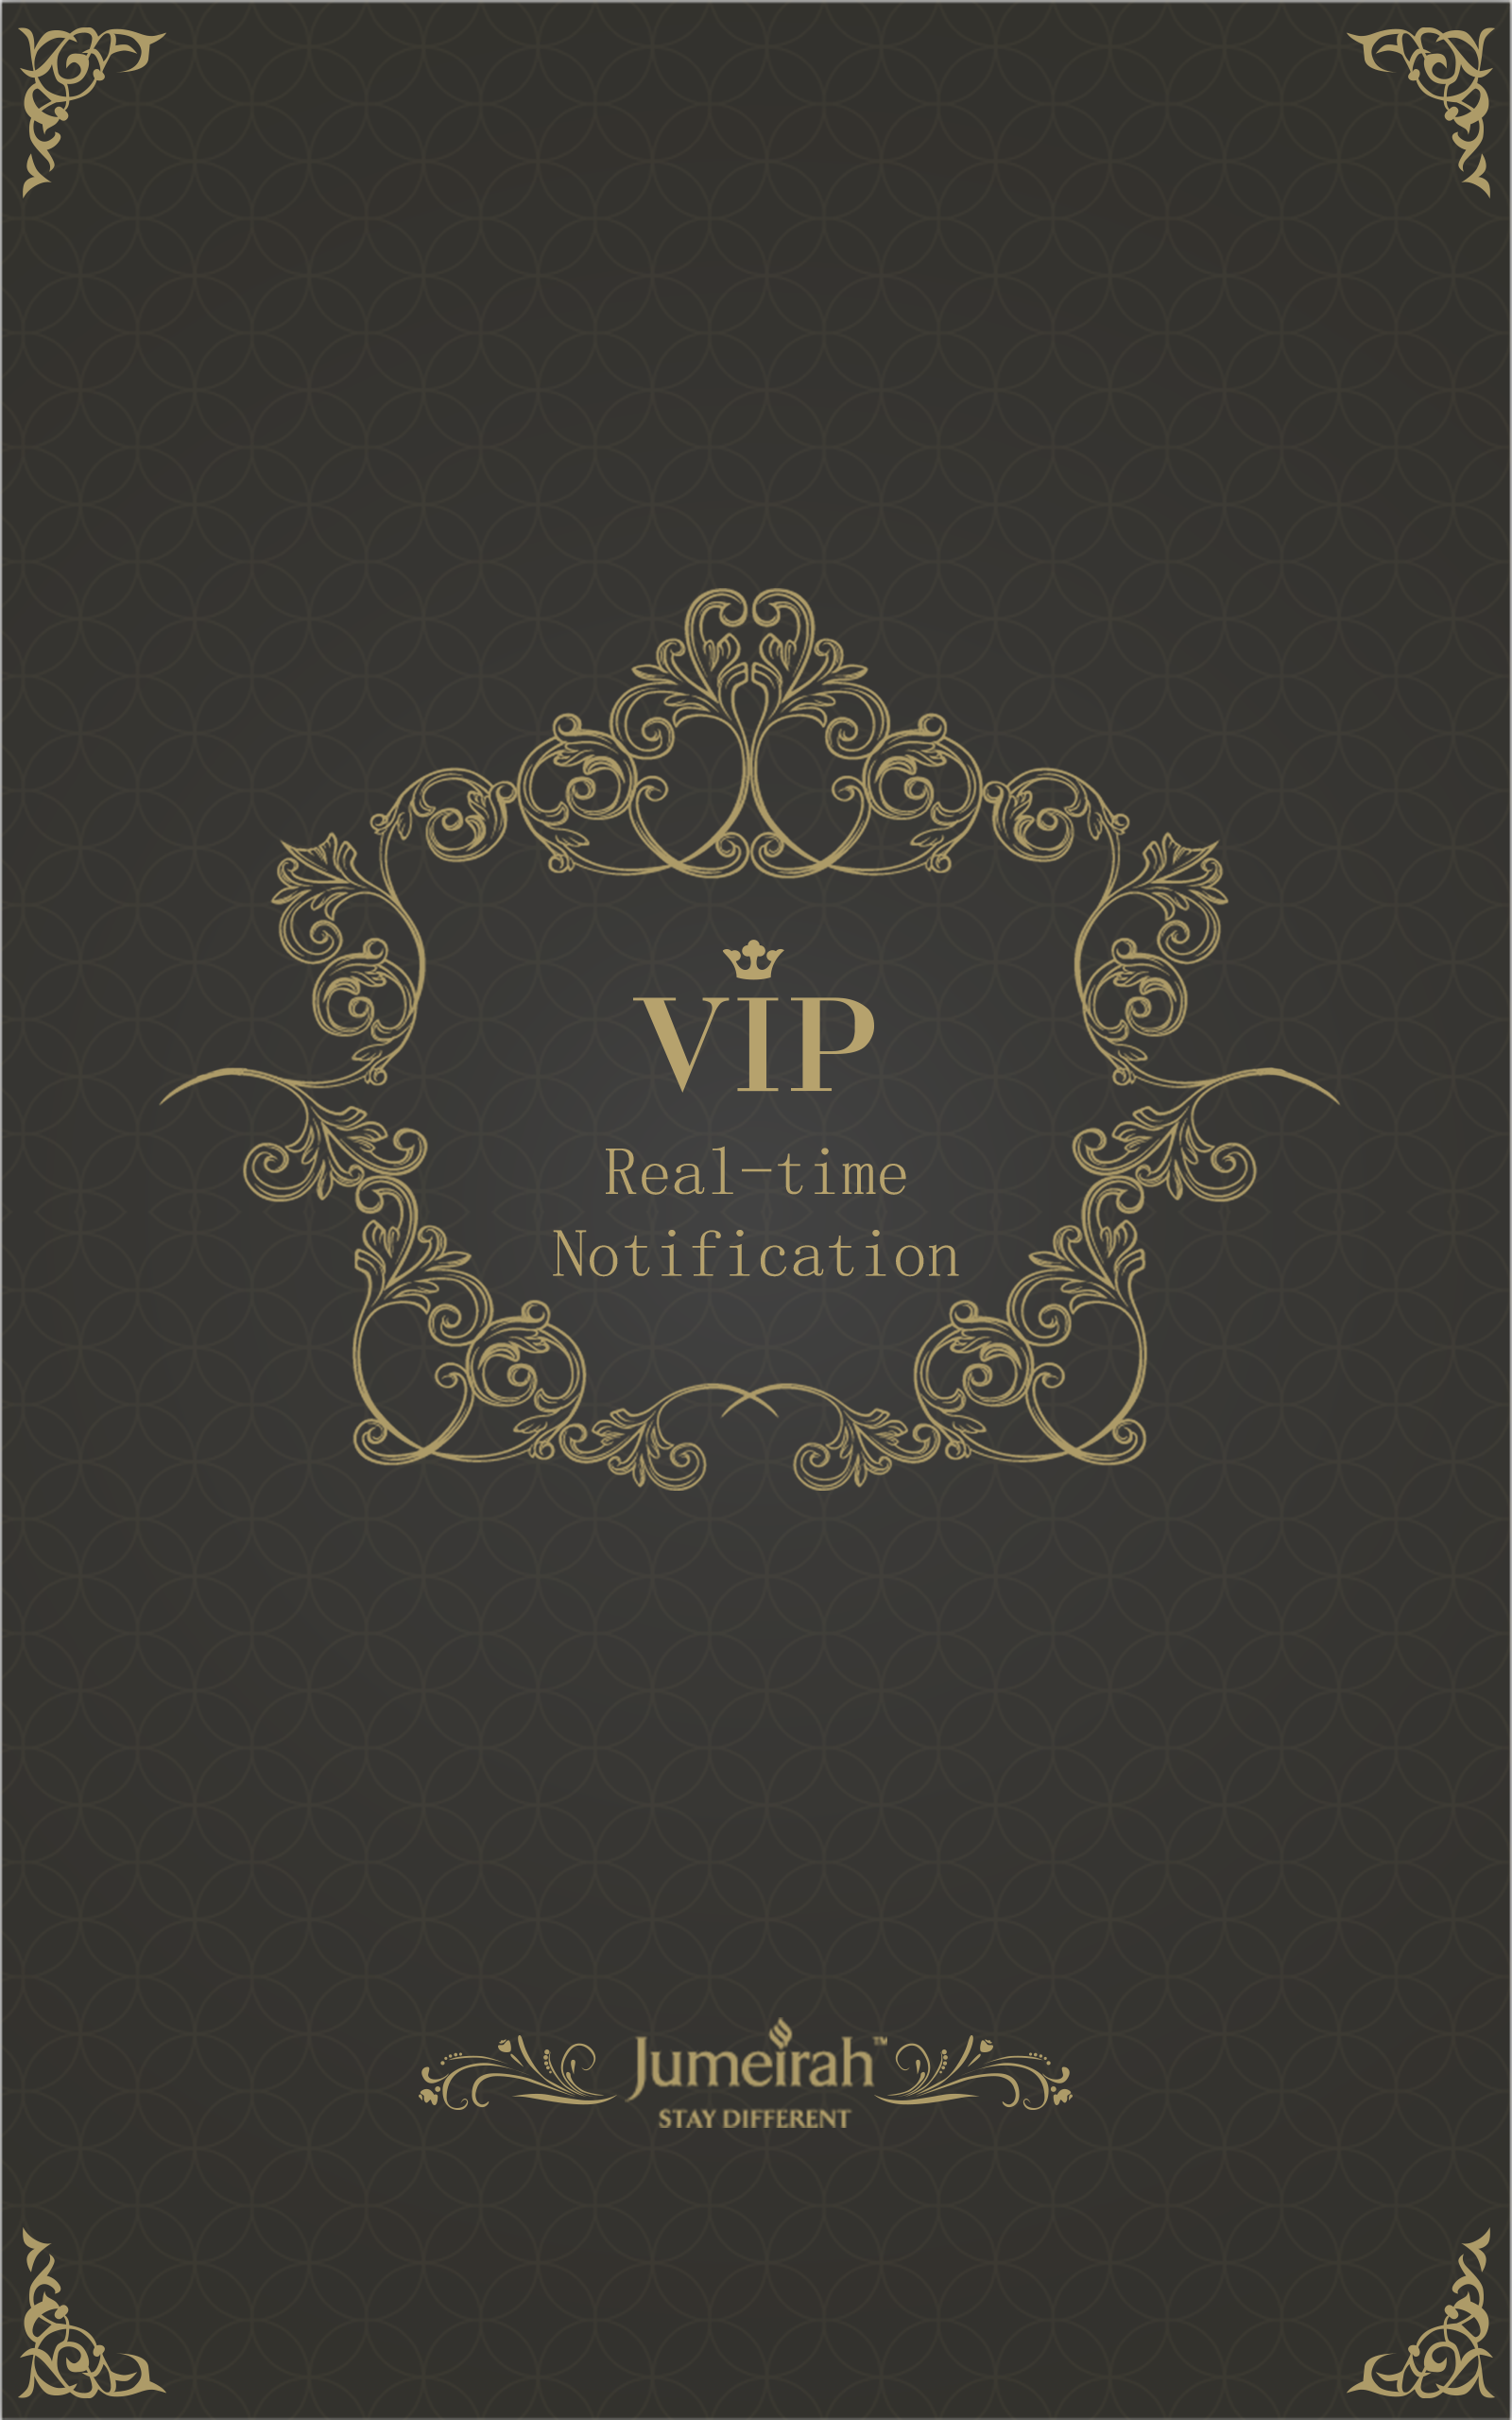 VIP
Real-time
Notification
Jumeirah™
STAY DIFFERENT